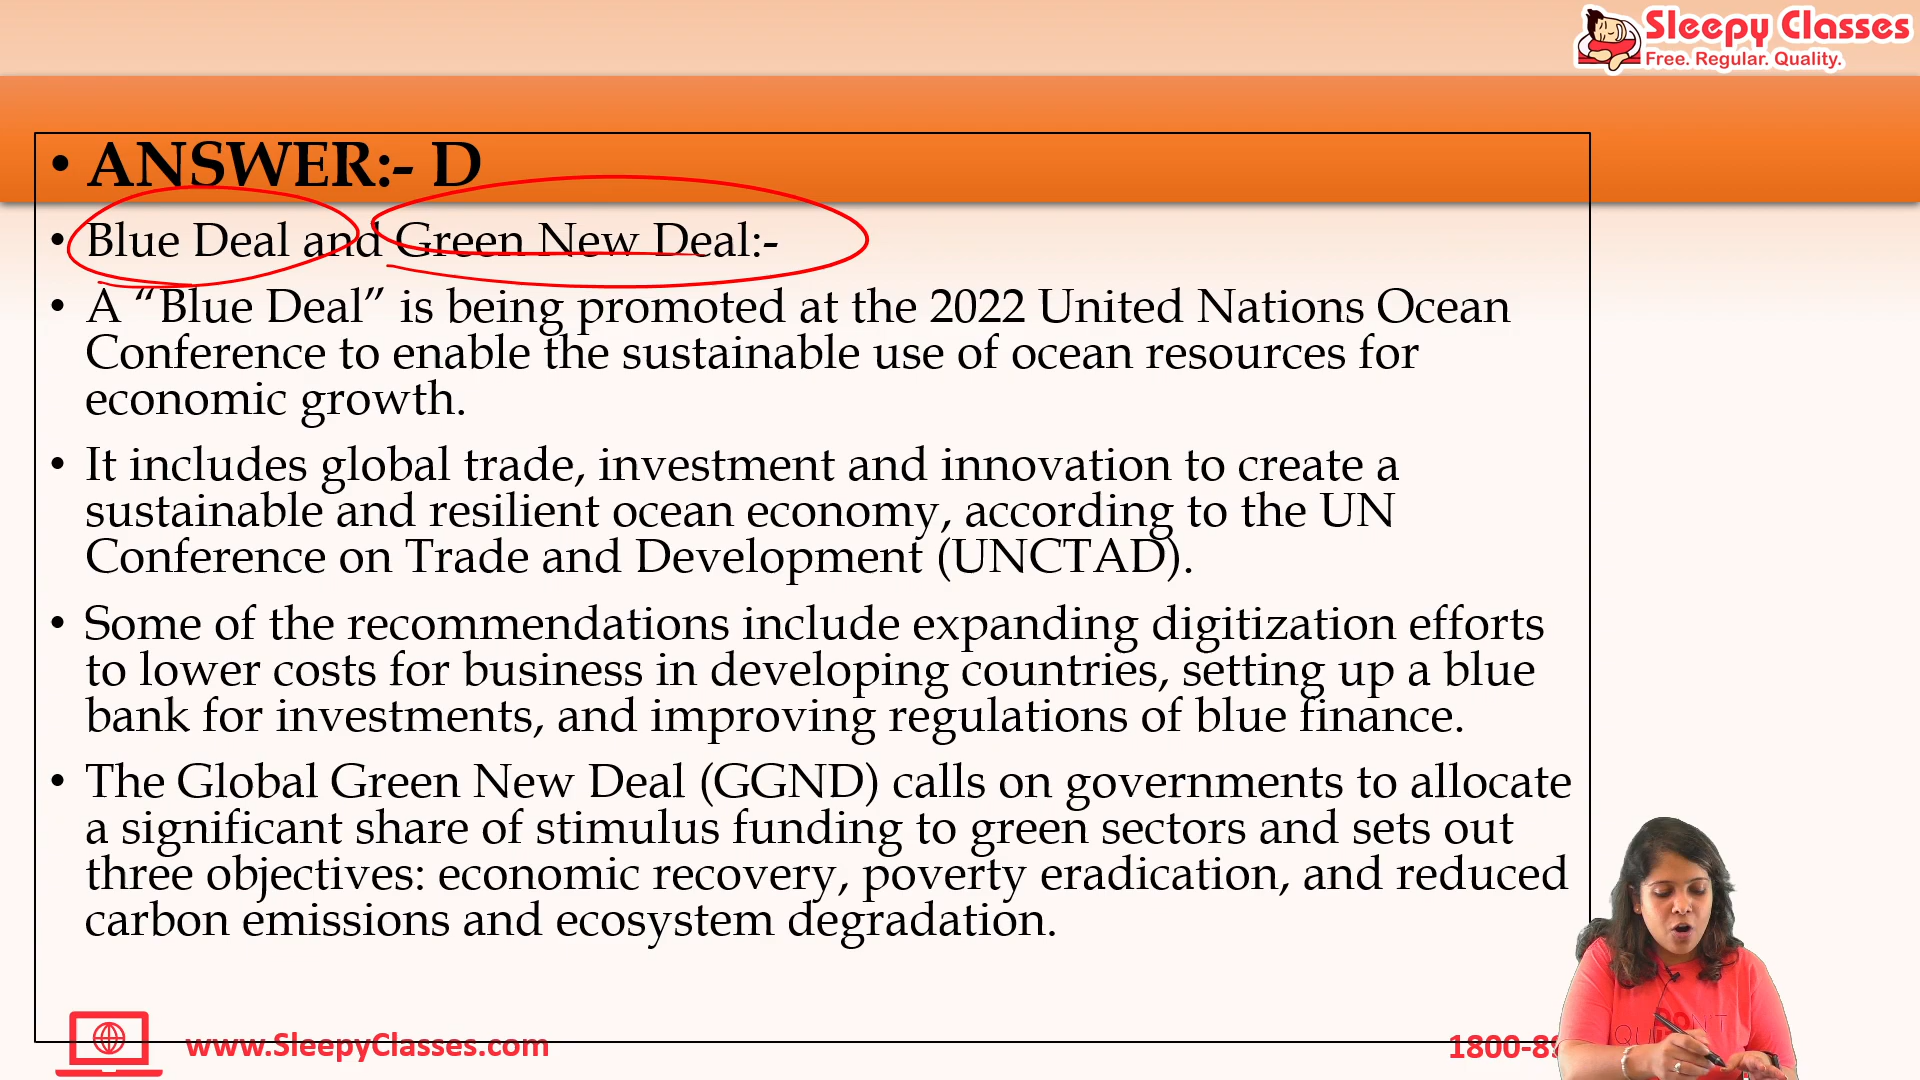 Sleepy Classes
Free. Regular. Quality.
• ANSWER:- D
• Blue Deal and Green New Deal:-
• A “Blue Deal” is being promoted at the 2022 United Nations Ocean
Conference to enable the sustainable use of ocean resources for
economic growth.
• It includes global trade, investment and innovation to create a
sustainable and resilient ocean economy, according to the UN
Conference on Trade and Development (UNCTAD).
• Some of the recommendations include expanding digitization efforts
to lower costs for business in developing countries, setting up a blue
bank for investments, and improving regulations of blue finance.
• The Global Green New Deal (GGND) calls on governments to allocate
a significant share of stimulus funding to green sectors and sets out
three objectives: economic recovery, poverty eradication, and reduced
carbon emissions and ecosystem degradation.
www.SleepyClasses.com
1800-8